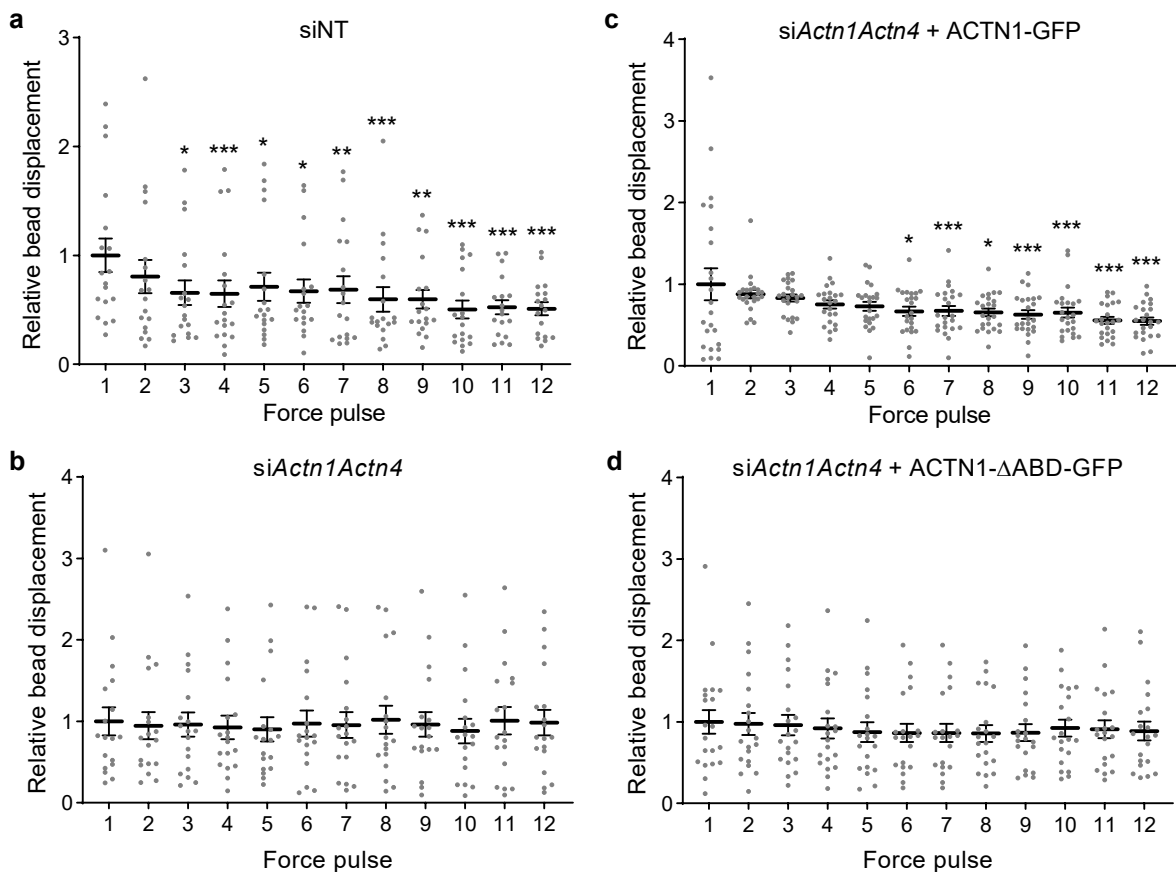 a
siNT
Relative bead displacement
3
2
1
0
* *** * * ** *** ** *** *** ***
1 2 3 4 5 6 7 8 9 10 11 12
Force pulse
b
siActn1Actn4
Relative bead displacement
4
3
2
1
0
1 2 3 4 5 6 7 8 9 10 11 12
Force pulse
c
siActn1Actn4 + ACTN1-GFP
Relative bead displacement
4
3
2
1
0
* *** * *** *** *** ***
1 2 3 4 5 6 7 8 9 10 11 12
Force pulse
d
siActn1Actn4 + ACTN1-ΔABD-GFP
Relative bead displacement
4
3
2
1
0
1 2 3 4 5 6 7 8 9 10 11 12
Force pulse